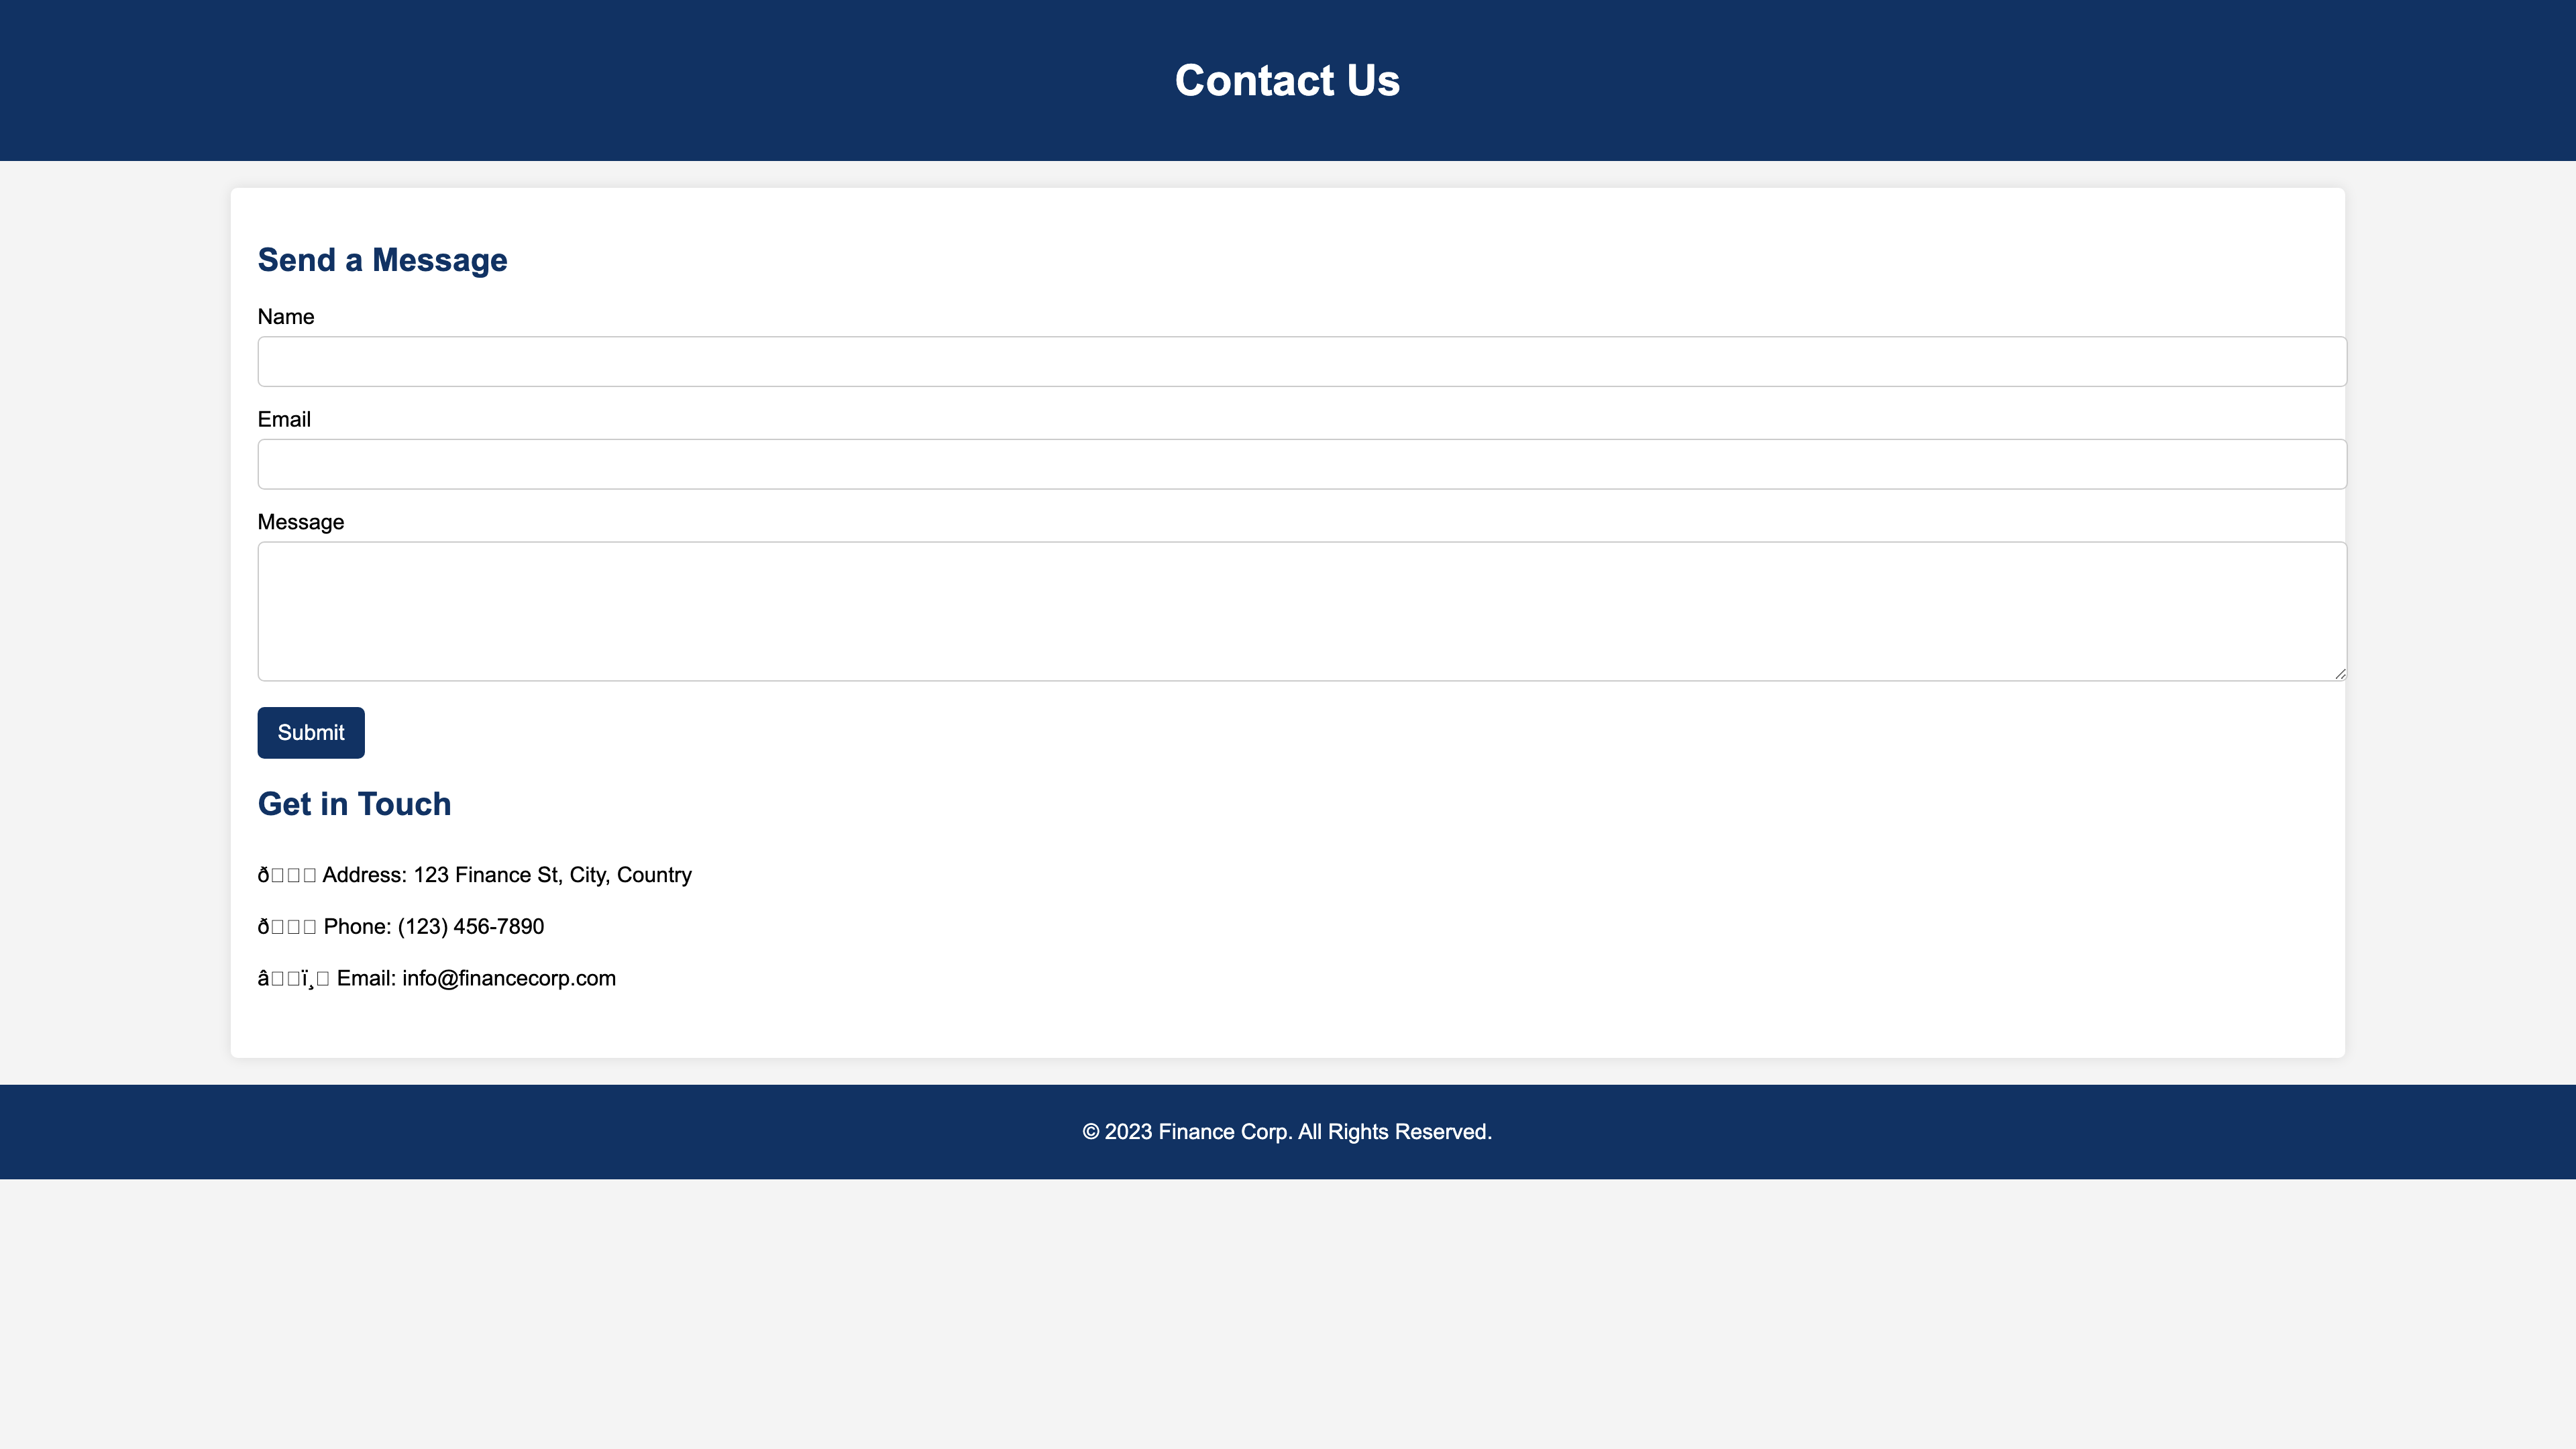 Contact Us
Send a Message
Name
Email
Message
Submit
Get in Touch
ð□□□ Address: 123 Finance St, City, Country
ð□□□ Phone: (123) 456-7890
â□□ï¸□ Email: info@financecorp.com
© 2023 Finance Corp. All Rights Reserved.